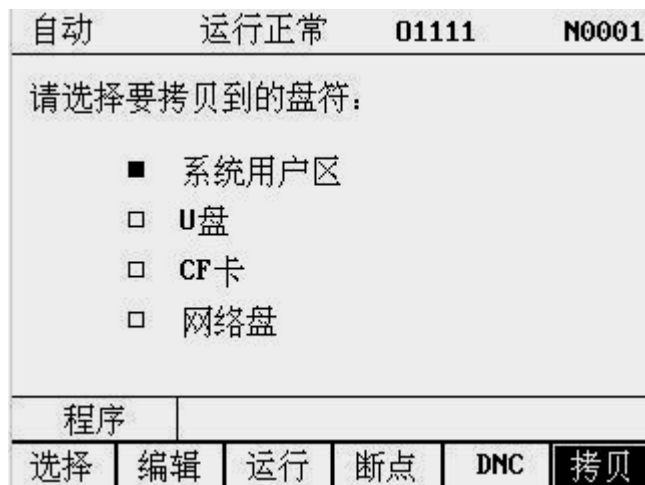 自动 运行正常 O1111 N0001
请选择要拷贝到的盘符:
■ 系统用户区
□ U盘
□ CF卡
□ 网络盘
程序
选择 编辑 运行 断点 DNC 拷贝